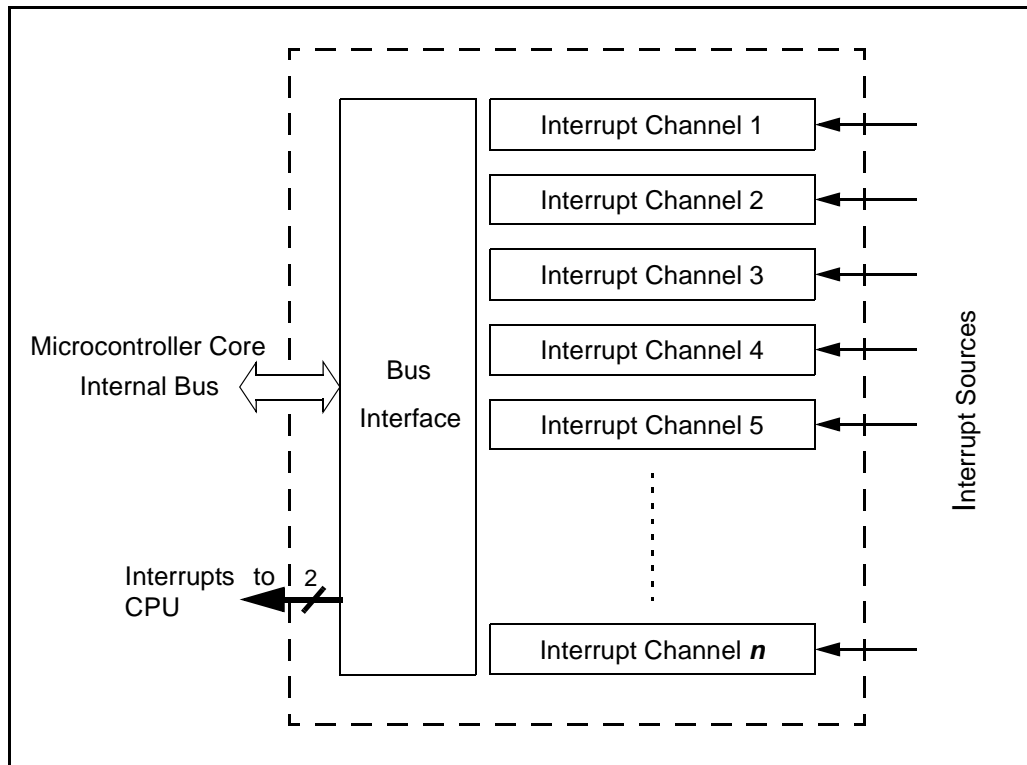 Interrupt Channel 1
Interrupt Channel 2
Interrupt Channel 3
Interrupt Channel 4
Interrupt Channel 5
Interrupt Channel n
Microcontroller Core
Internal Bus
Bus
Interface
Interrupts to
CPU
2
Interrupt Sources